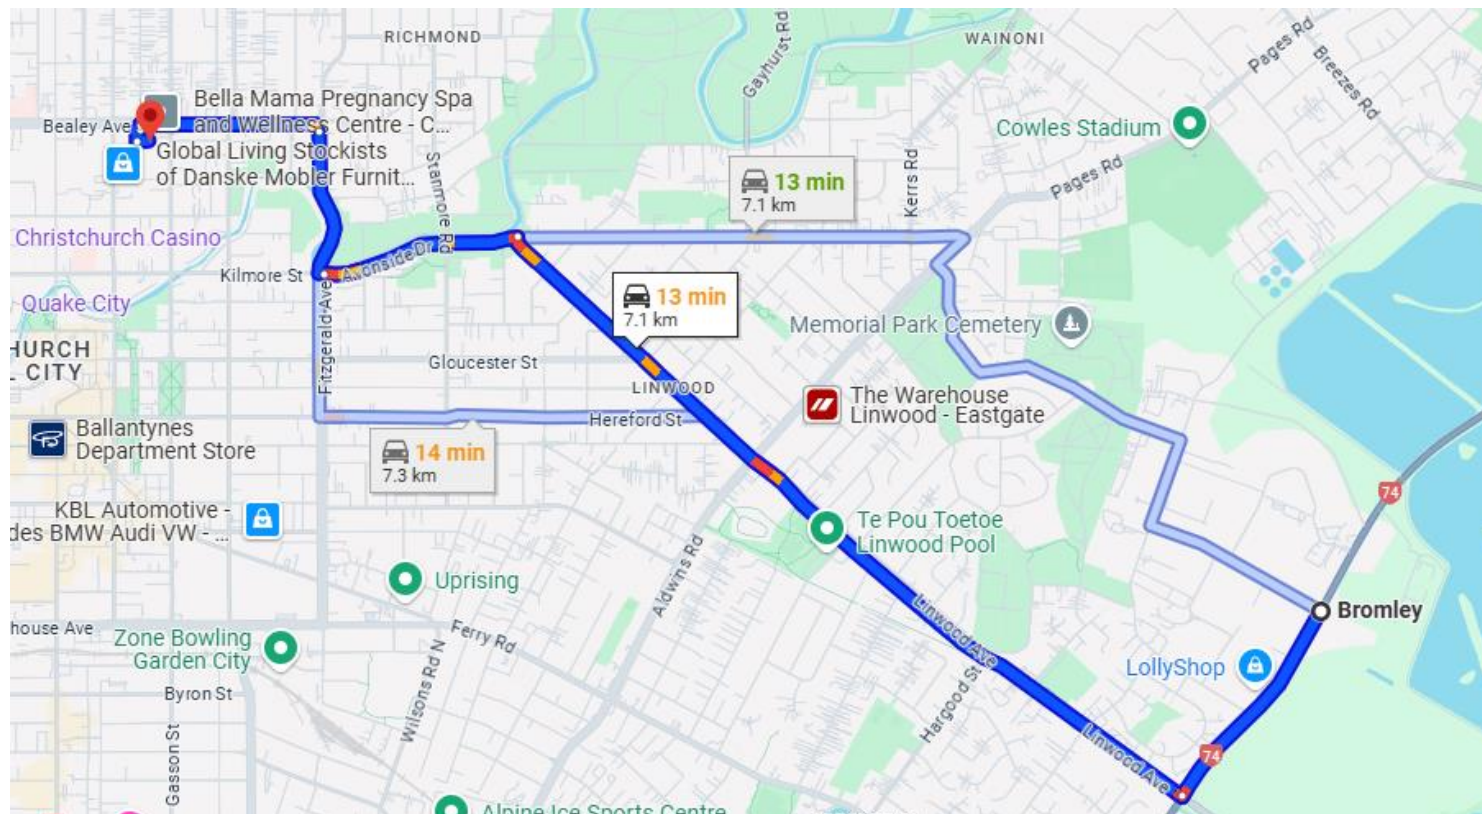 RICHMOND
Gayhurst Rd
WAINONI
Pages Rd
Breezes Rd
Bella Mama Pregnancy Spa
and Wellness Centre - C...
Bealey Ave
Global Living Stockists
of Danske Mobler Furnit...
Stanmore Rd
Cowles Stadium
Kerrs Rd
Pages Rd
13 min
7.1 km
Christchurch Casino
Avonside Dr
Kilmore St
Quake City
13 min
7.1 km
Memorial Park Cemetery
Fitzgerald Ave
HURCH
L CITY
Gloucester St
LINWOOD
The Warehouse
Linwood - Eastgate
Hereford St
Ballantynes
Department Store
14 min
7.3 km
74
KBL Automotive -
des BMW Audi VW - ...
Te Pou Toetoe
Linwood Pool
Uprising
Aldwins Rd
Linwood Ave
Bromley
house Ave
Zone Bowling
Garden City
Ferry Rd
Wilsons Rd N
LollyShop
Byron St
Hargood St
Gasson St
Linwood Ave
74
Alpine Ice Sports Centre